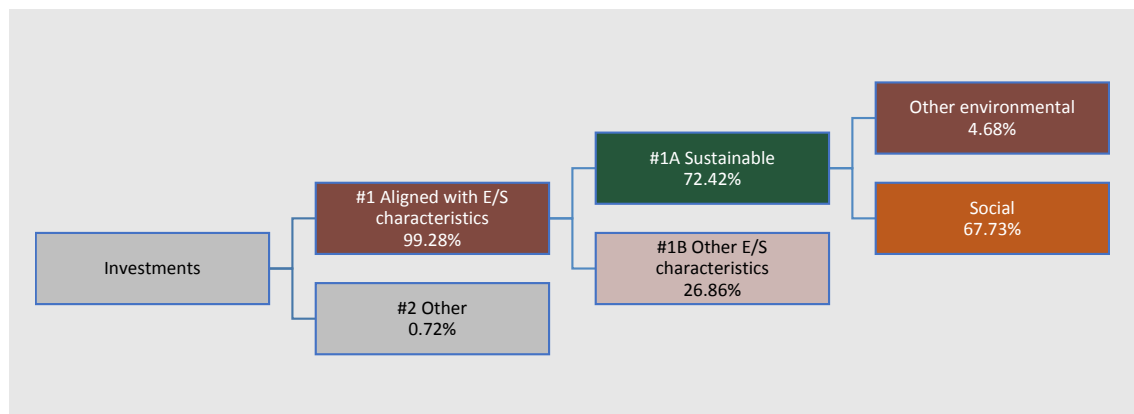 Investments
#1 Aligned with E/S
characteristics
99.28%
#2 Other
0.72%
#1A Sustainable
72.42%
#1B Other E/S
characteristics
26.86%
Other environmental
4.68%
Social
67.73%